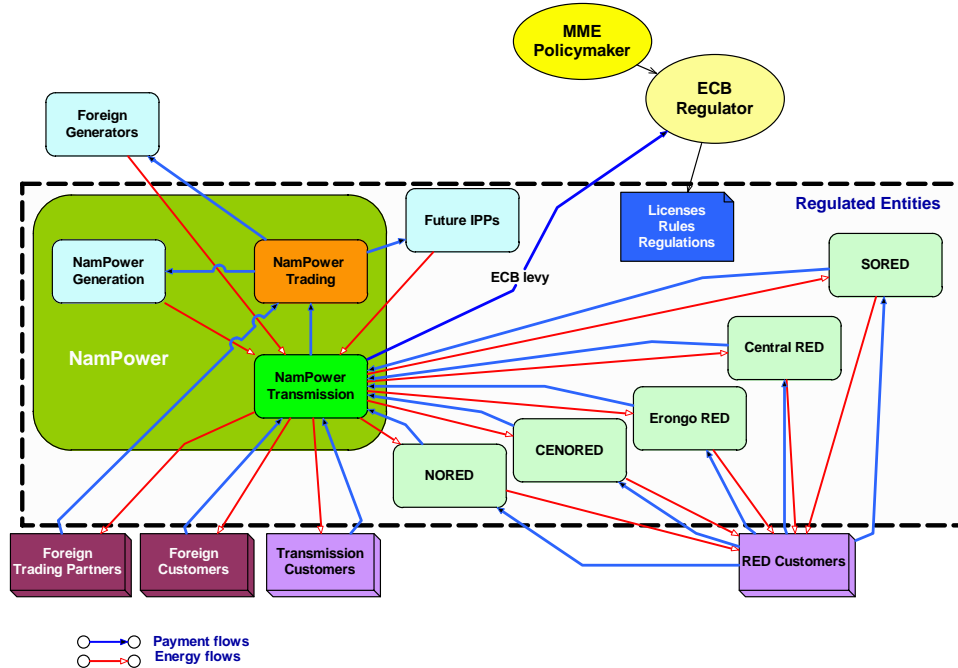 MME
Policymaker
ECB
Regulator
Foreign
Generators
Regulated Entities
Future IPPs
Licenses
Rules
Regulations
NamPower
Generation
NamPower
Trading
SORED
ECB levy
NamPower
Central RED
NamPower
Transmission
Erongo RED
CENORED
NORED
Foreign
Trading Partners
Foreign
Customers
Transmission
Customers
RED Customers
Payment flows
Energy flows